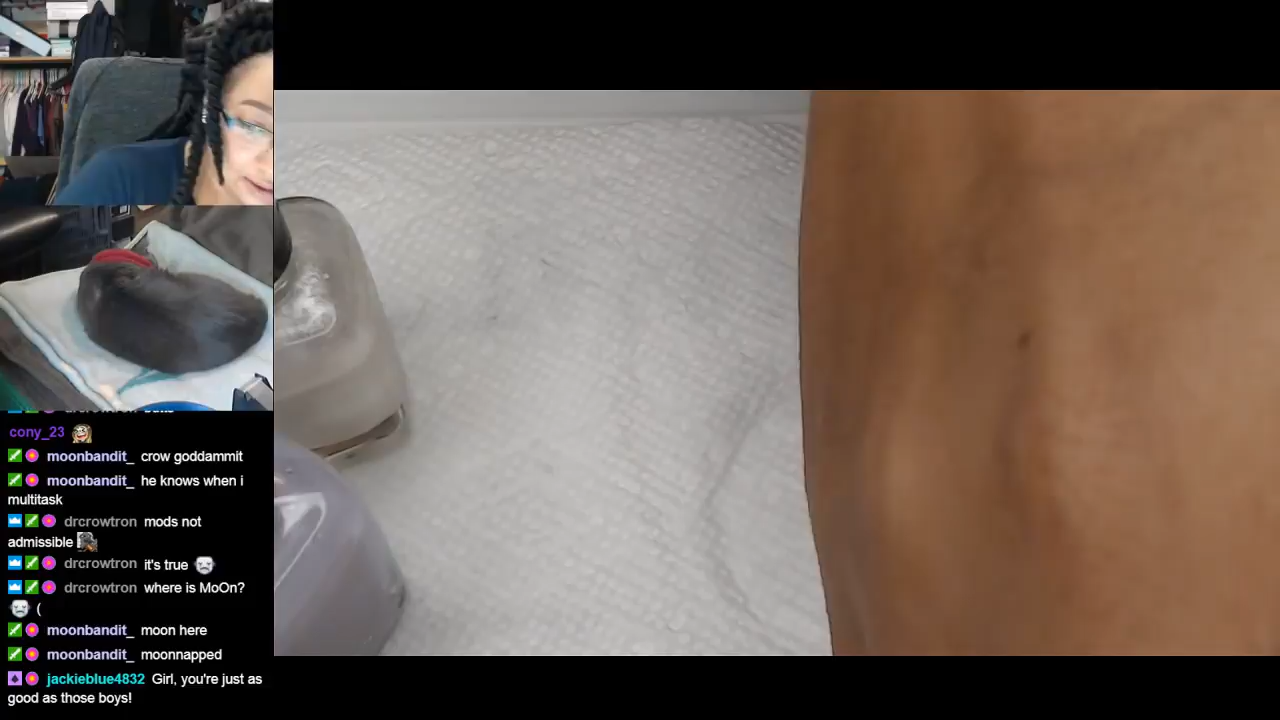 cony_23
moonbandit_ crow goddammit
moonbandit_ he knows when i
multitask
drcrowtron mods not
admissible
drcrowtron it's true
drcrowtron where is MoOn?
(
moonbandit_ moon here
moonbandit_ moonnapped
jackieblue4832 Girl, you're just as
good as those boys!